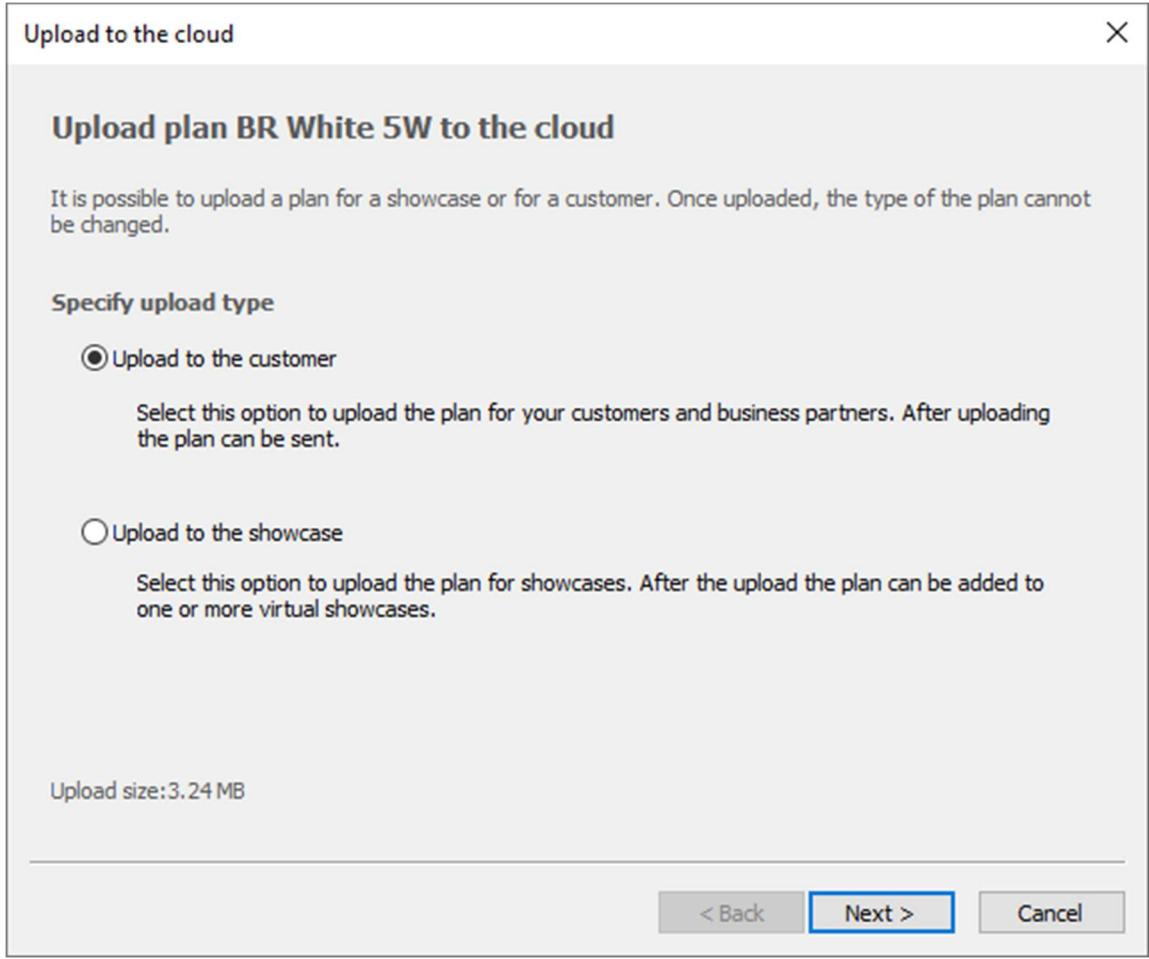 Upload to the cloud
Upload plan BR White 5W to the cloud
It is possible to upload a plan for a showcase or for a customer. Once uploaded, the type of the plan cannot
be changed.
Specify upload type
Upload to the customer
Select this option to upload the plan for your customers and business partners. After uploading
the plan can be sent.
Upload to the showcase
Select this option to upload the plan for showcases. After the upload the plan can be added to
one or more virtual showcases.
Upload size:3.24 MB
< Back Next > Cancel